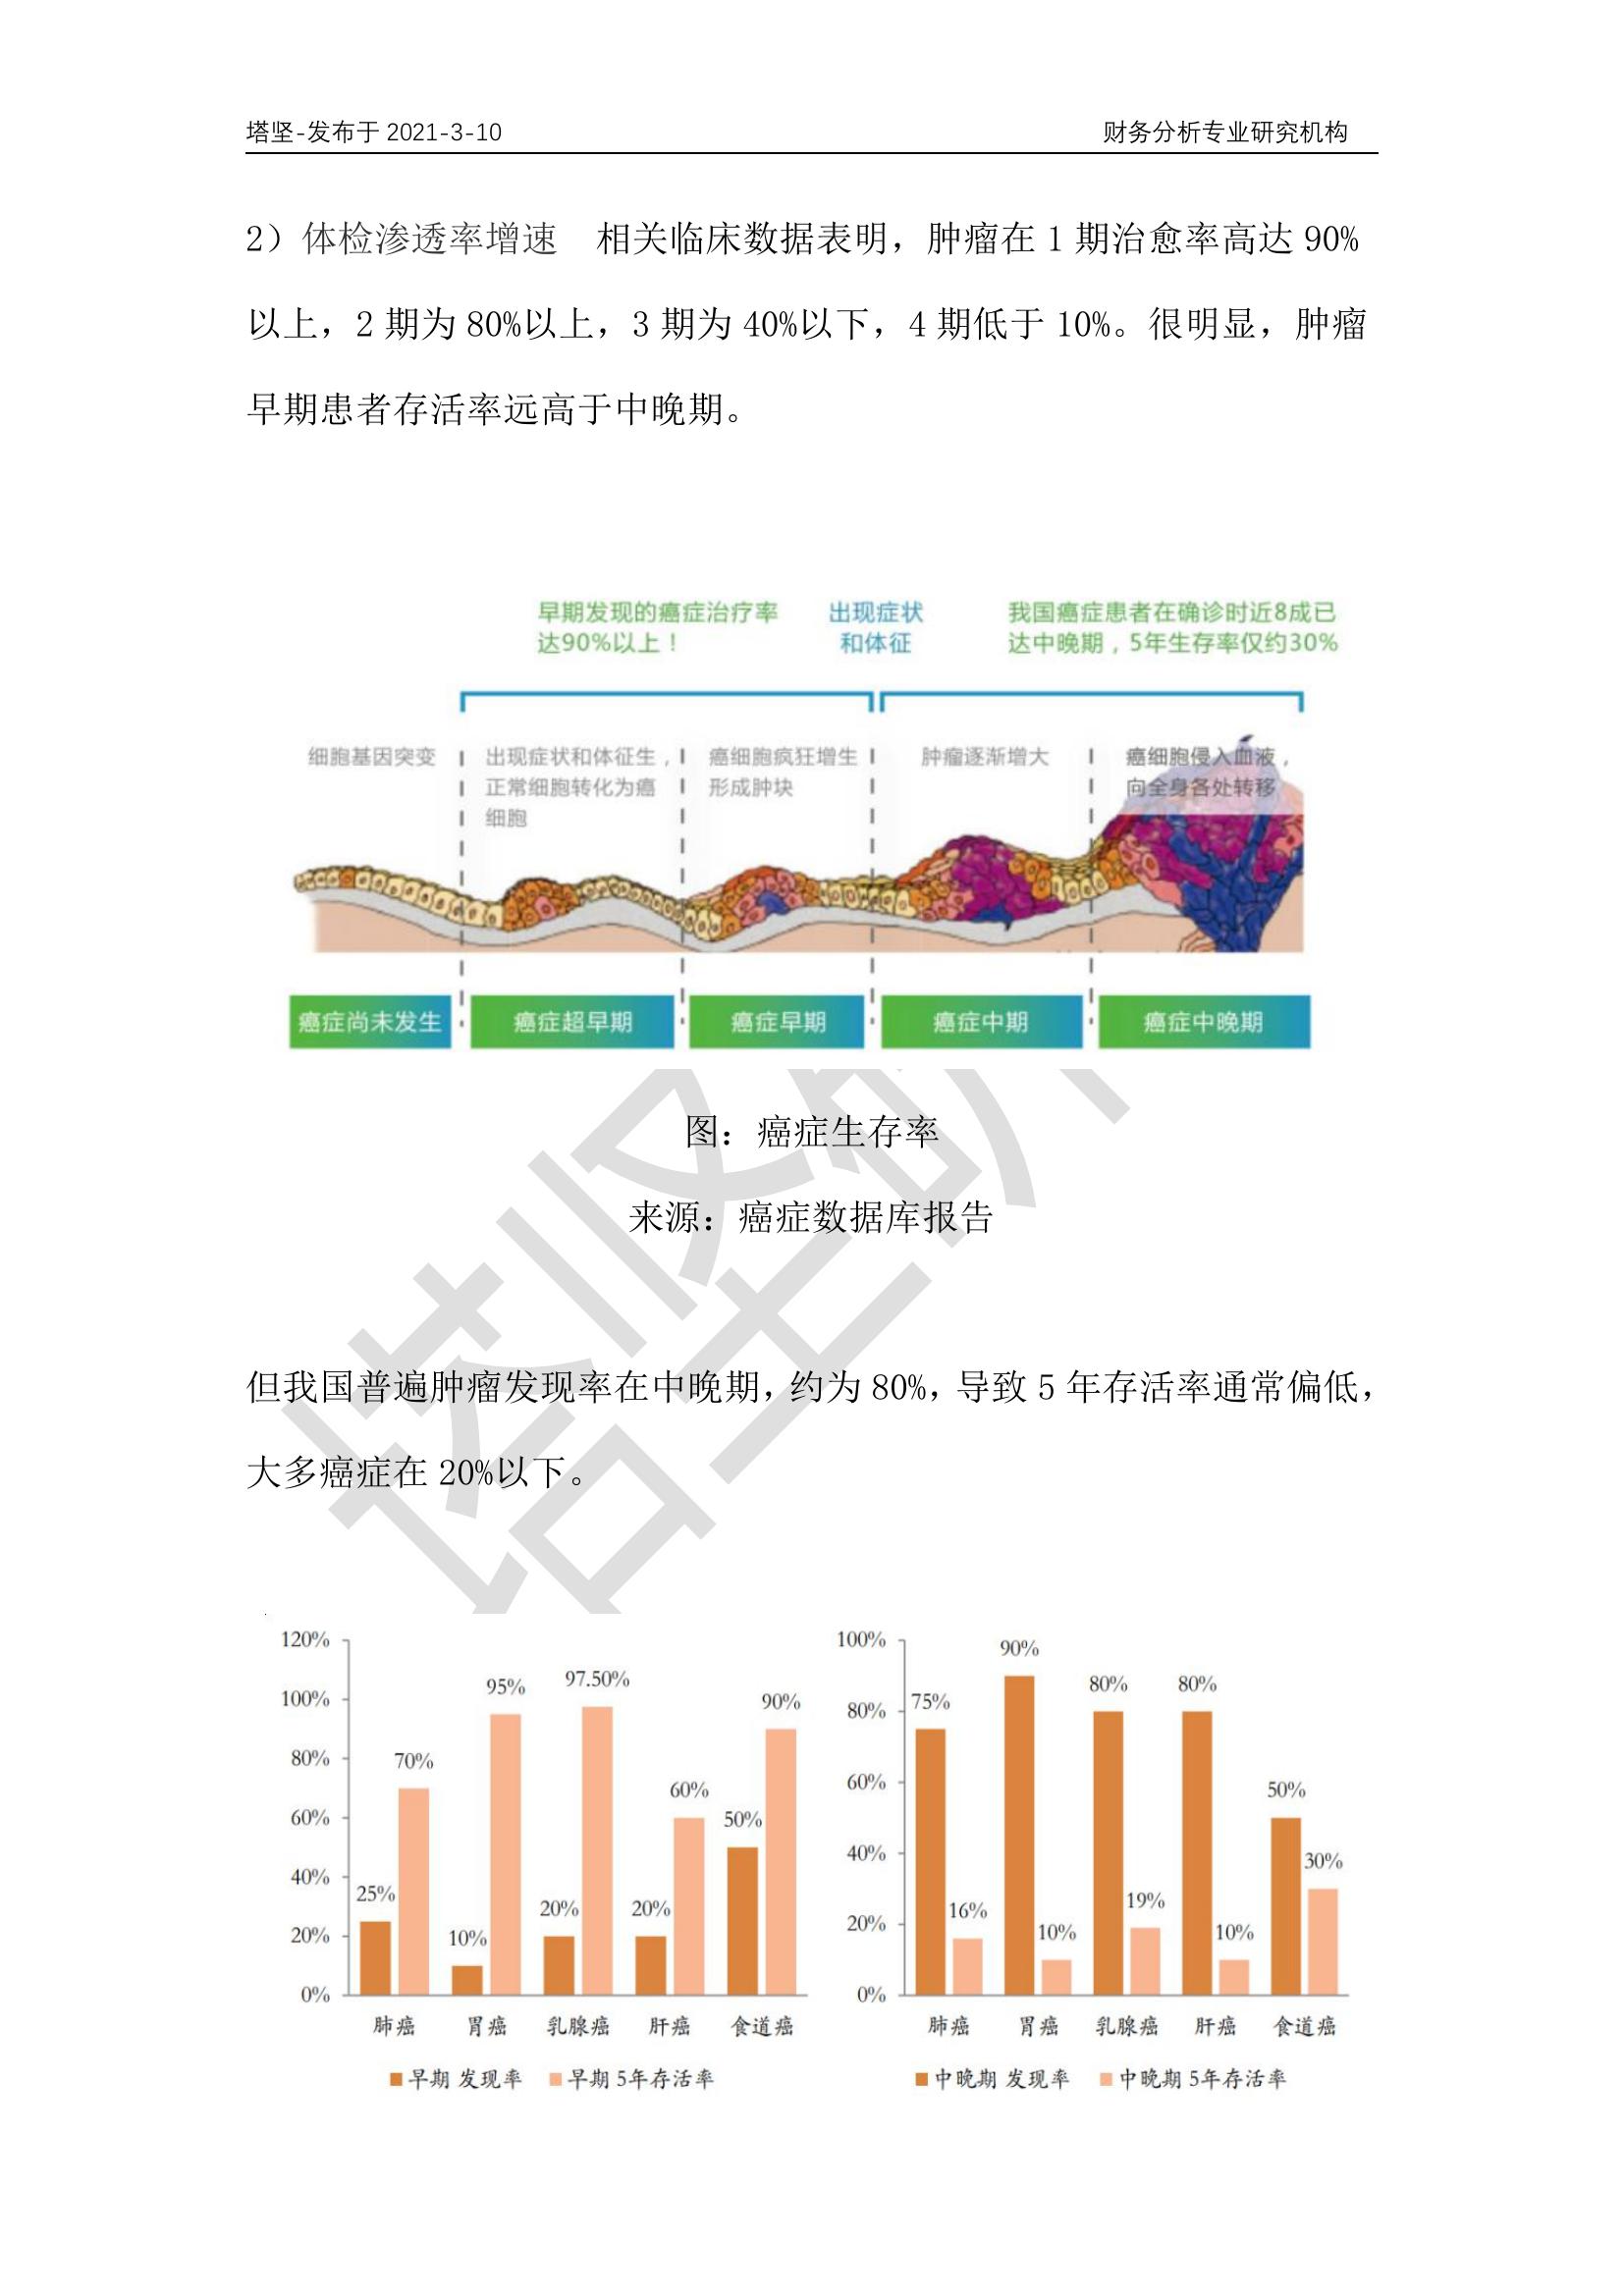 塔坚-发布于 2021-3-10
财务分析专业研究机构
2）体检渗透率增速 相关临床数据表明，肿瘤在 1 期治愈率高达 90%
以上，2 期为 80%以上，3 期为 40%以下，4 期低于 10%。很明显，肿瘤
早期患者存活率远高于中晚期。
早期发现的癌症治疗率
达90%以上！
出现症状
和体征
我国癌症患者在确诊时近8成已
达中晚期，5年生存率仅约30%
细胞基因突变
出现症状和体征生，
正常细胞转化为癌
细胞
癌细胞疯狂增生
形成肿块
肿瘤逐渐增大
癌细胞侵入血液，
向全身各处转移
癌症尚未发生
癌症超早期
癌症早期
癌症中期
癌症中晚期
图：癌症生存率
来源：癌症数据库报告
但我国普遍肿瘤发现率在中晚期，约为 80%，导致 5 年存活率通常偏低，
大多癌症在 20%以下。
120%
100%
80%
60%
40%
20%
0%
25%
70%
10%
95%
20%
97.50%
20%
60%
50%
90%
肺癌 胃癌 乳腺癌 肝癌 食道癌
早期 发现率 早期 5年存活率
100%
80%
60%
40%
20%
0%
75%
16%
90%
10%
80%
19%
80%
10%
50%
30%
肺癌 胃癌 乳腺癌 肝癌 食道癌
中晚期 发现率 中晚期 5年存活率
塔坚